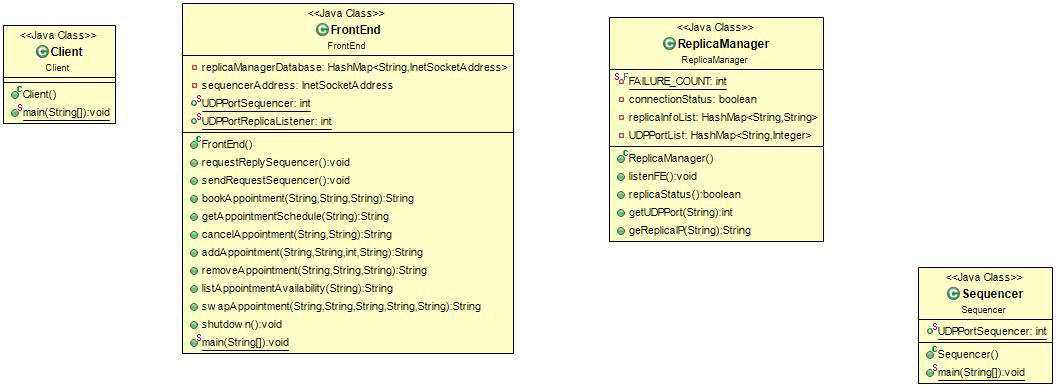 <<Java Class>>
Client
Client
Client()
main(String[]):void
<<Java Class>>
FrontEnd
FrontEnd
replicaManagerDatabase: HashMap<String,InetSocketAddress>
sequencerAddress: InetSocketAddress
UDPPortSequencer: int
UDPPortReplicaListener: int
FrontEnd()
requestReplySequencer():void
sendRequestSequencer():void
bookAppointment(String,String,String):String
getAppointmentSchedule(String):String
cancelAppointment(String,String):String
addAppointment(String,String,int,String):String
removeAppointment(String,String,String):String
listAppointmentAvailability(String):String
swapAppointment(String,String,String,String,String):String
shutdown():void
main(String[]):void
<<Java Class>>
ReplicaManager
ReplicaManager
FAILURE_COUNT: int
connectionStatus: boolean
replicaInfoList: HashMap<String,String>
UDPPortList: HashMap<String,Integer>
ReplicaManager()
listenFE():void
replicaStatus():boolean
getUDPPort(String):int
geReplicaIP(String):String
<<Java Class>>
Sequencer
Sequencer
UDPPortSequencer: int
Sequencer()
main(String[]):void